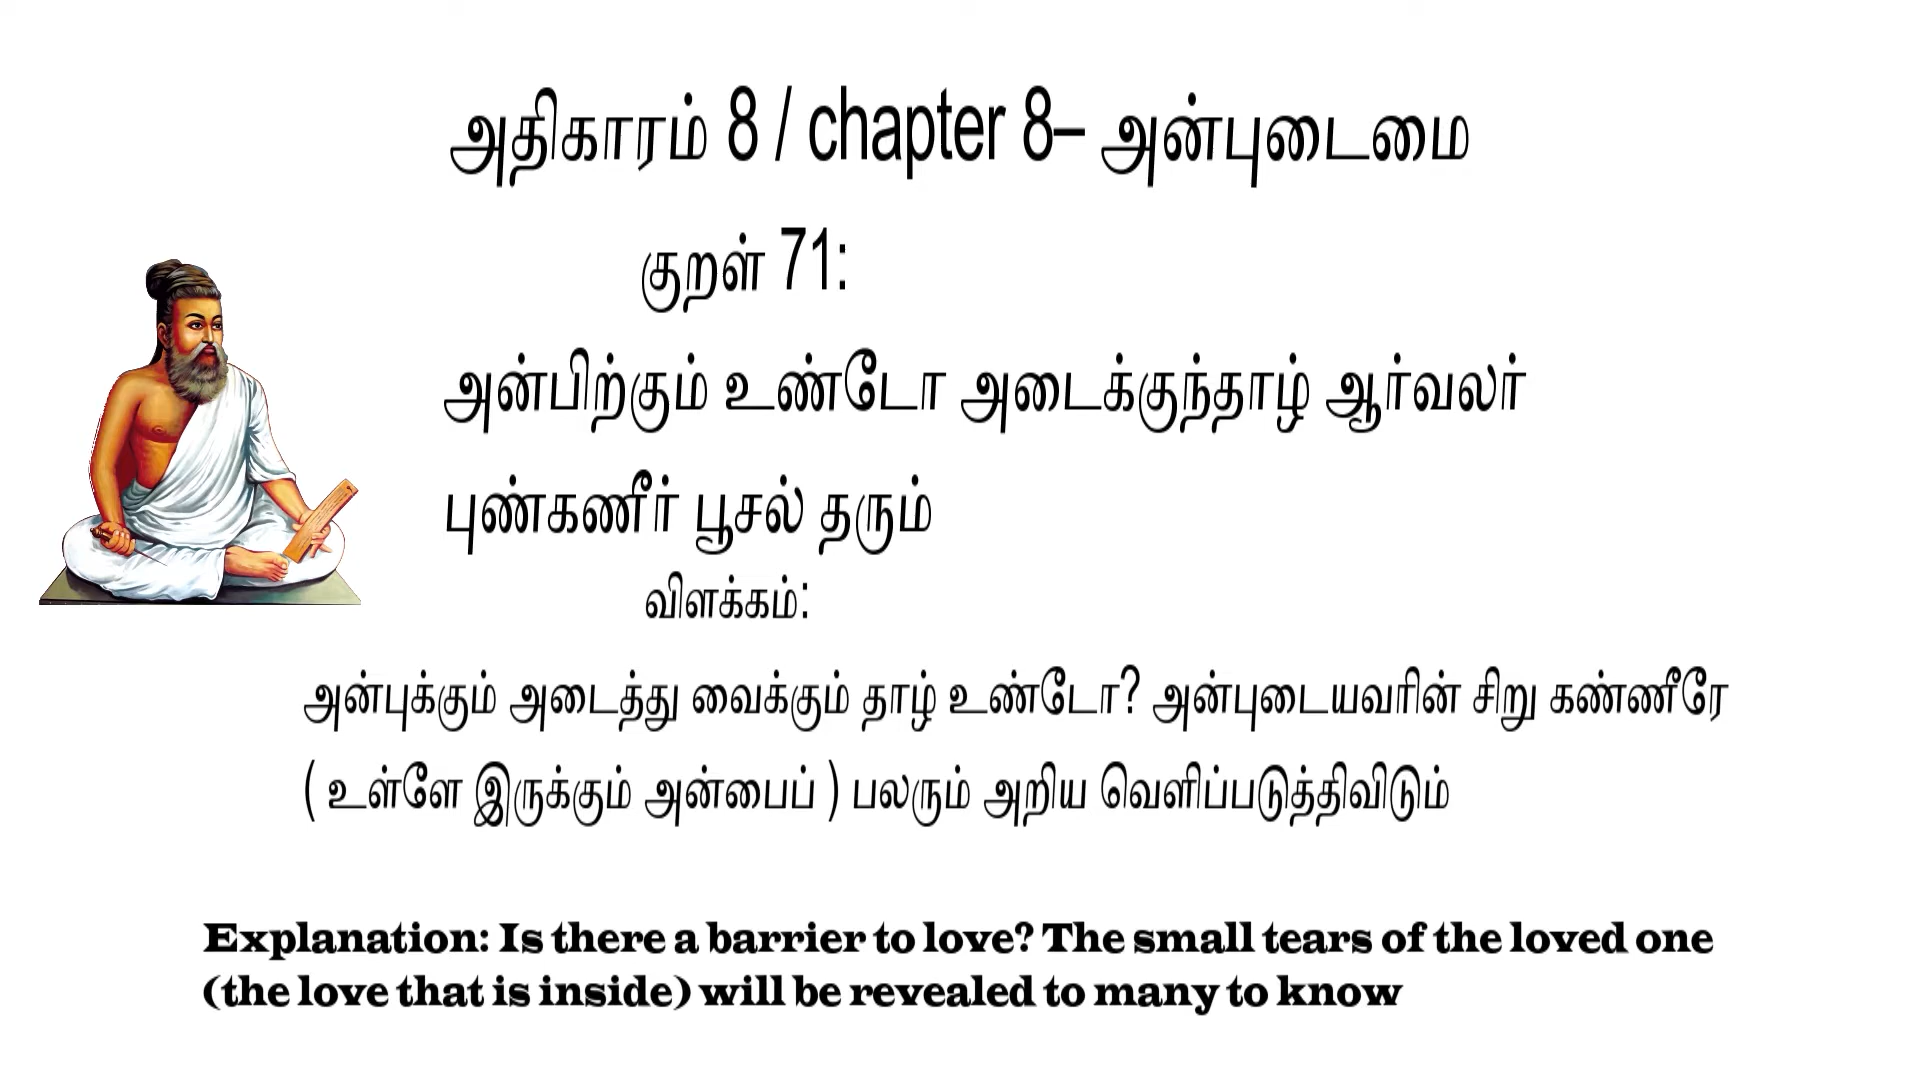 அதிகாரம் 8 / chapter 8– அன்புடைமை
குறள் 71:
அன்பிற்கும் உண்டோ அடைக்குந்தாழ் ஆர்வலர்
புண்கணீர் பூசல் தரும்
விளக்கம்:
அன்புக்கும் அடைத்து வைக்கும் தாழ் உண்டோ? அன்புடையவரின் சிறு கண்ணீரே
( உள்ளே இருக்கும் அன்பைப் ) பலரும் அறிய வெளிப்படுத்திவிடும்
Explanation: Is there a barrier to love? The small tears of the loved one
(the love that is inside) will be revealed to many to know